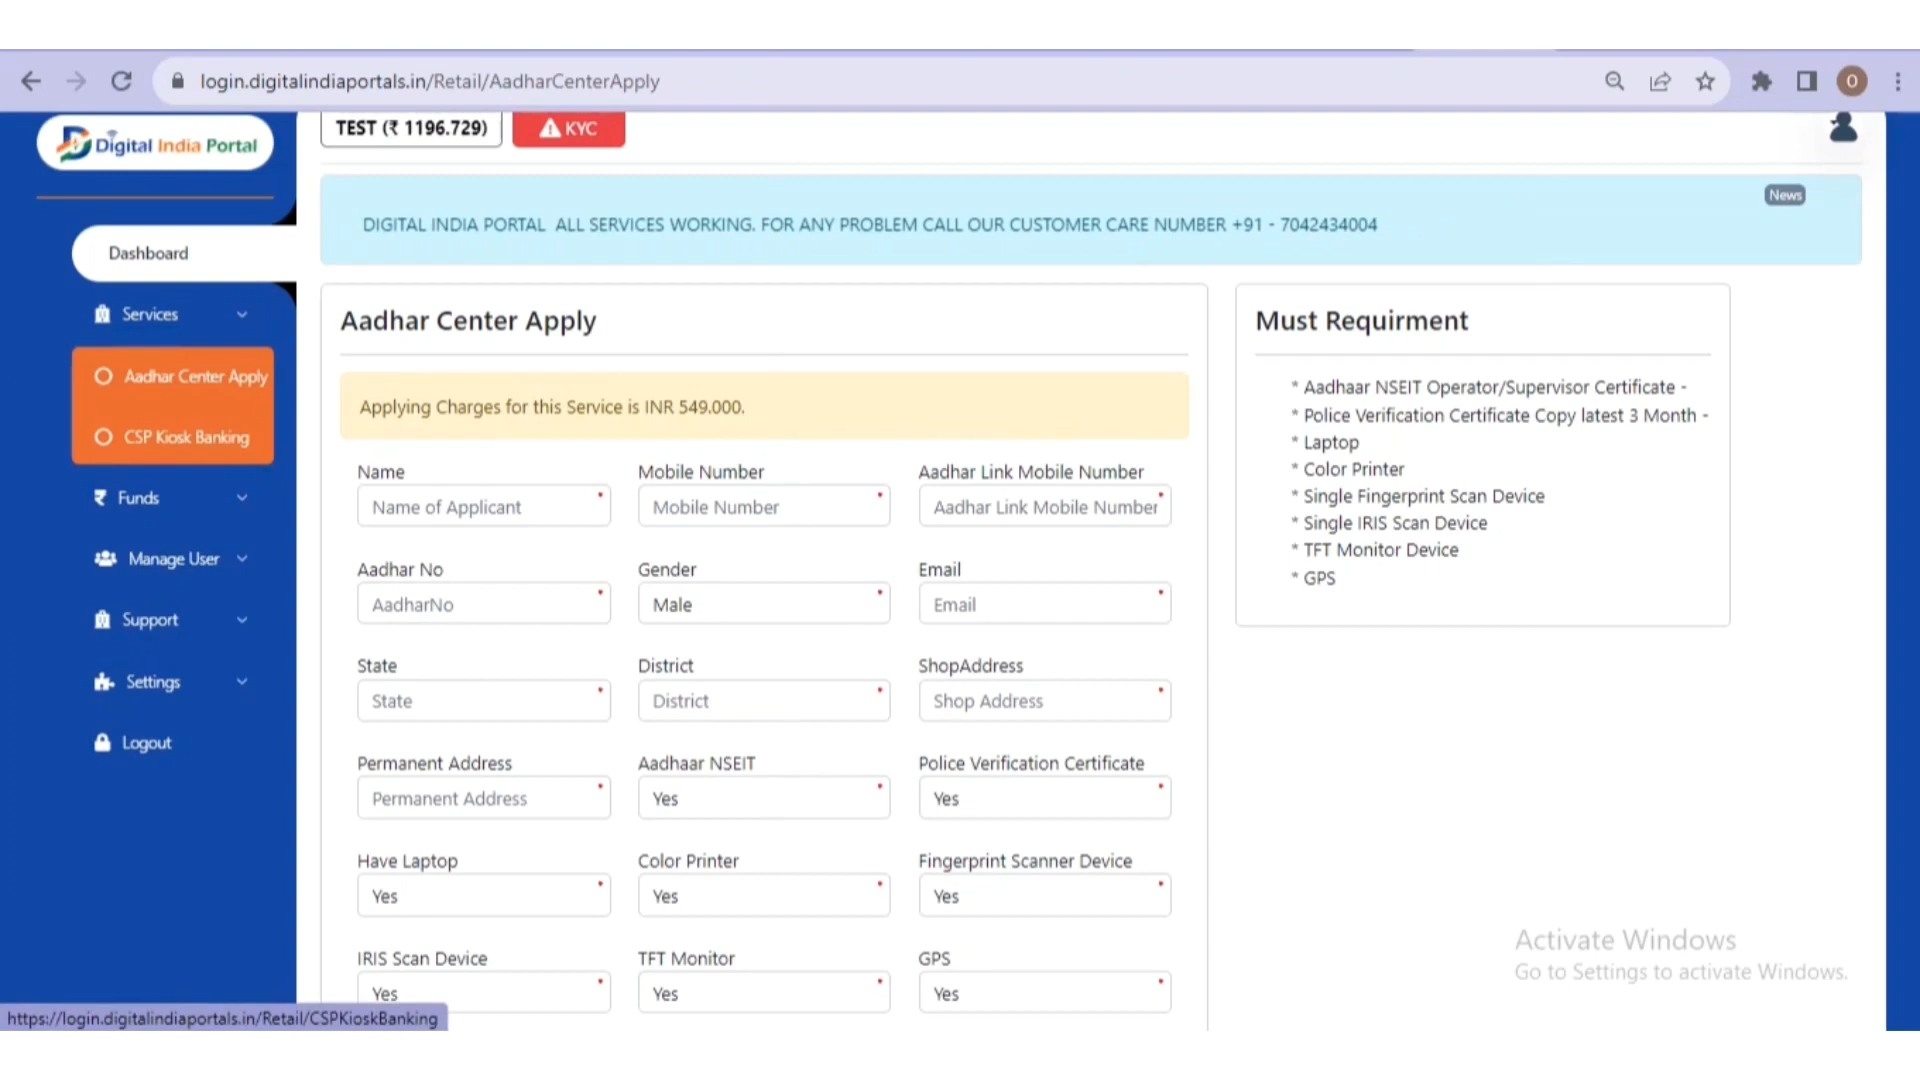 login.digitalindiaportals.in/Retail/AadharCenterApply
O
Digital India Portal
TEST (₹ 1196.729)
KYC
News
DIGITAL INDIA PORTAL ALL SERVICES WORKING. FOR ANY PROBLEM CALL OUR CUSTOMER CARE NUMBER +91 - 7042434004
Dashboard
Services
Aadhar Center Apply
CSP Kiosk Banking
Funds
Manage User
Support
Settings
Logout
Aadhar Center Apply
Applying Charges for this Service is INR 549.000.
Name Mobile Number Aadhar Link Mobile Number
Name of Applicant * Mobile Number * Aadhar Link Mobile Number *
Aadhar No Gender Email
AadharNo * Male * Email *
State District ShopAddress
State * District * Shop Address *
Permanent Address Aadhaar NSEIT Police Verification Certificate
Permanent Address * Yes * Yes *
Have Laptop Color Printer Fingerprint Scanner Device
Yes * Yes * Yes *
IRIS Scan Device TFT Monitor GPS
Yes * Yes * Yes *
Must Requirment
* Aadhaar NSEIT Operator/Supervisor Certificate -
* Police Verification Certificate Copy latest 3 Month -
* Laptop
* Color Printer
* Single Fingerprint Scan Device
* Single IRIS Scan Device
* TFT Monitor Device
* GPS
Activate Windows
Go to Settings to activate Windows.
https://login.digitalindiaportals.in/Retail/CSPKioskBanking